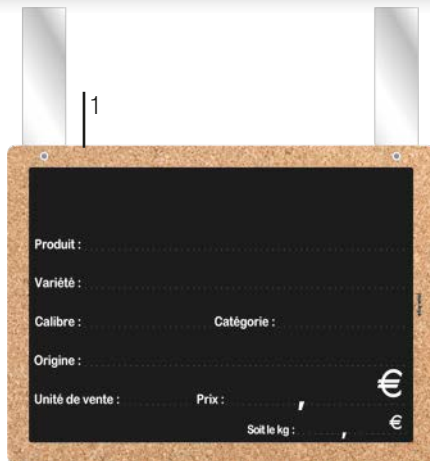 1
Produit :
Variété :
Calibre : Catégorie :
Origine :
Unité de vente : Prix : , €
Soit le kg : , €